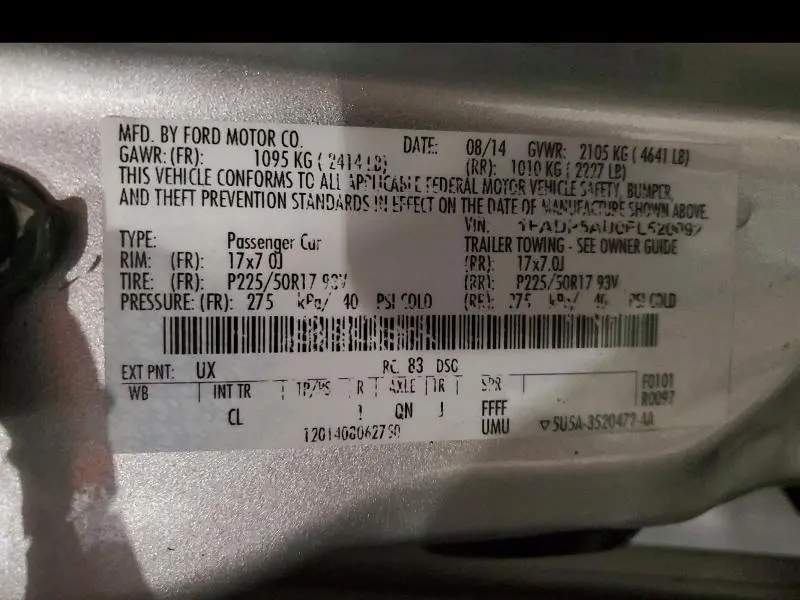 MFD. BY FORD MOTOR CO. DATE: 08/14 GVWR: 2105 KG ( 4641 LB)
GAWR: (FR): 1095 KG ( 2414 LB) (RR): 1010 KG ( 2227 LB)
THIS VEHICLE CONFORMS TO ALL APPLICABLE FEDERAL MOTOR VEHICLE SAFETY, BUMPER,
AND THEFT PREVENTION STANDARDS IN EFFECT ON THE DATE OF MANUFACTURE SHOWN ABOVE.
VIN:
TYPE: Passenger Car TRAILER TOWING - SEE OWNER GUIDE
RIM: (FR): 17x7.0J (RR): 17x7.0J
TIRE: (FR): P225/50R17 93V (RR): P225/50R17 93V
PRESSURE: (FR): 275 kPa/ 40 PSI COLD (RR): 275 kPa/ 40 PSI COLD
EXT PNT: UX RC: 83 DSO
WB INT TR TP/PS R AXLE TR SPR F0101
R0097
CL QN J FFFF
UMU ▽5U5A-3520472-AA